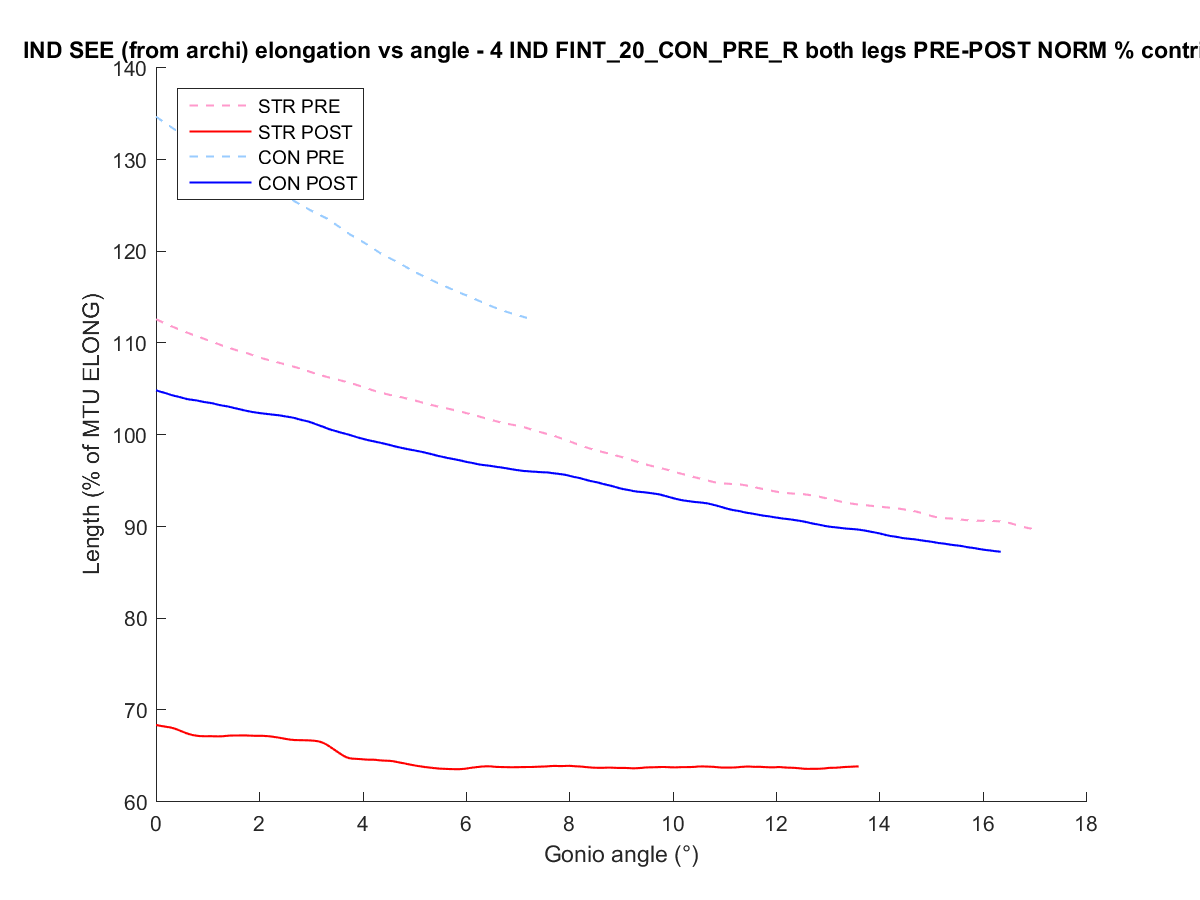 IND SEE (from archi) elongation vs angle - 4 IND FINT_20_CON_PRE_R both legs PRE-POST NORM % contri
140
130
120
110
100
90
80
70
60
Length (% of MTU ELONG)
STR PRE
STR POST
CON PRE
CON POST
0 2 4 6 8 10 12 14 16 18
Gonio angle (°)